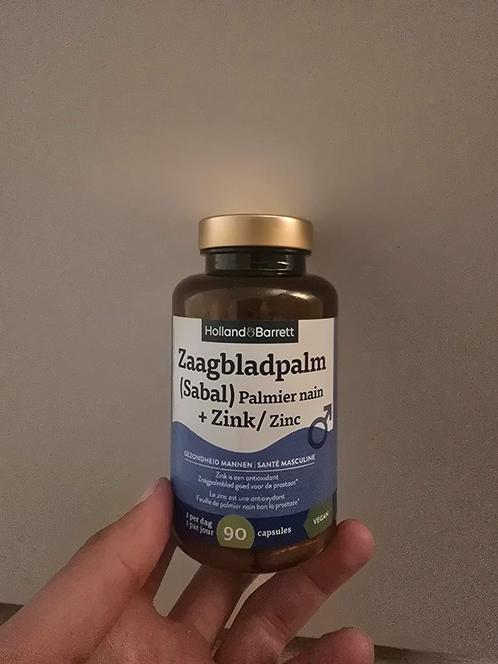 Holland&Barrett
Zaagbladpalm
(Sabal) Palmier nain
+ Zink/ Zinc
GEZONDHEID MANNEN | SANTÉ MASCULINE
Zink is een antioxidant
Zaagpalmblad goed voor de prostaat*
Le zinc est une antioxydant
Feuille de palmier nain bon la prostate*
1 per dag
1 par jour
90 capsules
VEGAN